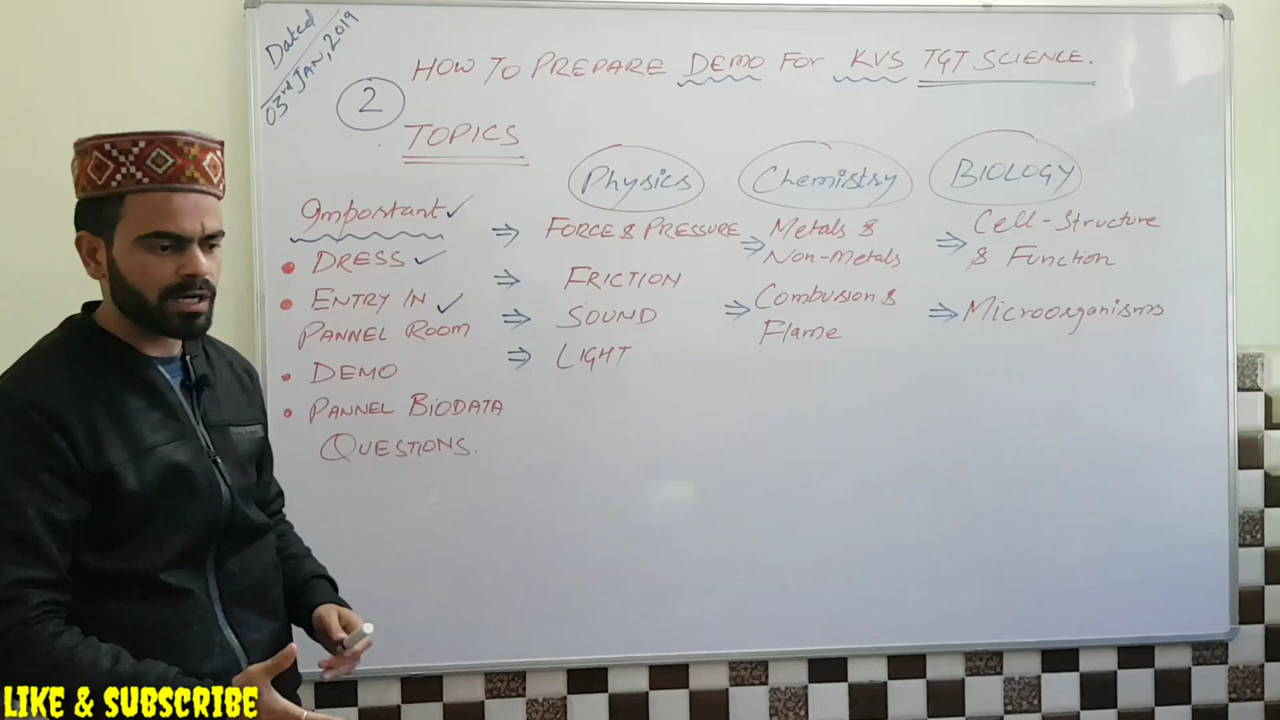 Dated
03rd JAN, 2019
HOW TO PREPARE DEMO FOR KVS TGT SCIENCE.
2
TOPICS
Important
• DRESS
• ENTRY IN
PANNEL ROOM
• DEMO
• PANNEL BIODATA
QUESTIONS.
Physics
⇒ FORCE & PRESSURE
⇒ FRICTION
⇒ SOUND
⇒ LIGHT
Chemistry
⇒ Metals &
Non-Metals
⇒ Combusion &
Flame
BIOLOGY
⇒ Cell-Structure
& Function
⇒ Microorganisms
LIKE & SUBSCRIBE